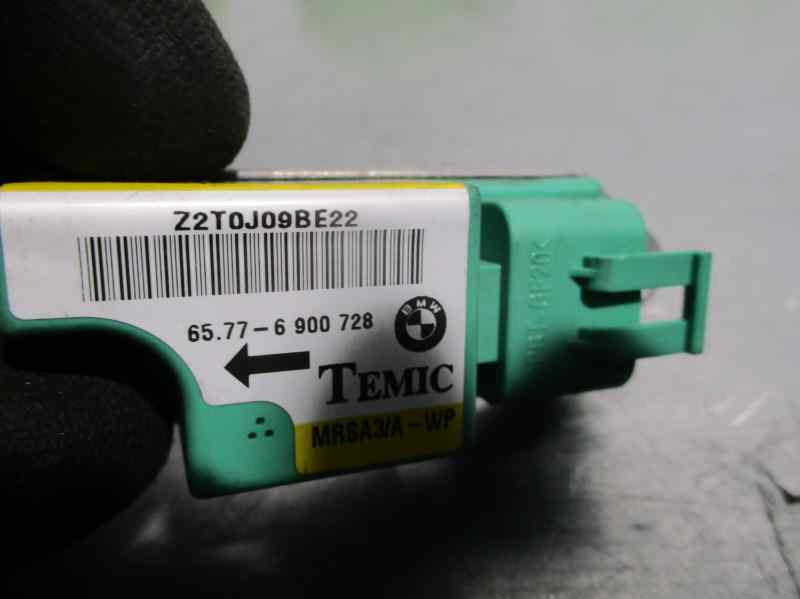 Z2T0J09BE22
65.77-6 900 728
BMW
TEMIC
MRSA3/A-WP